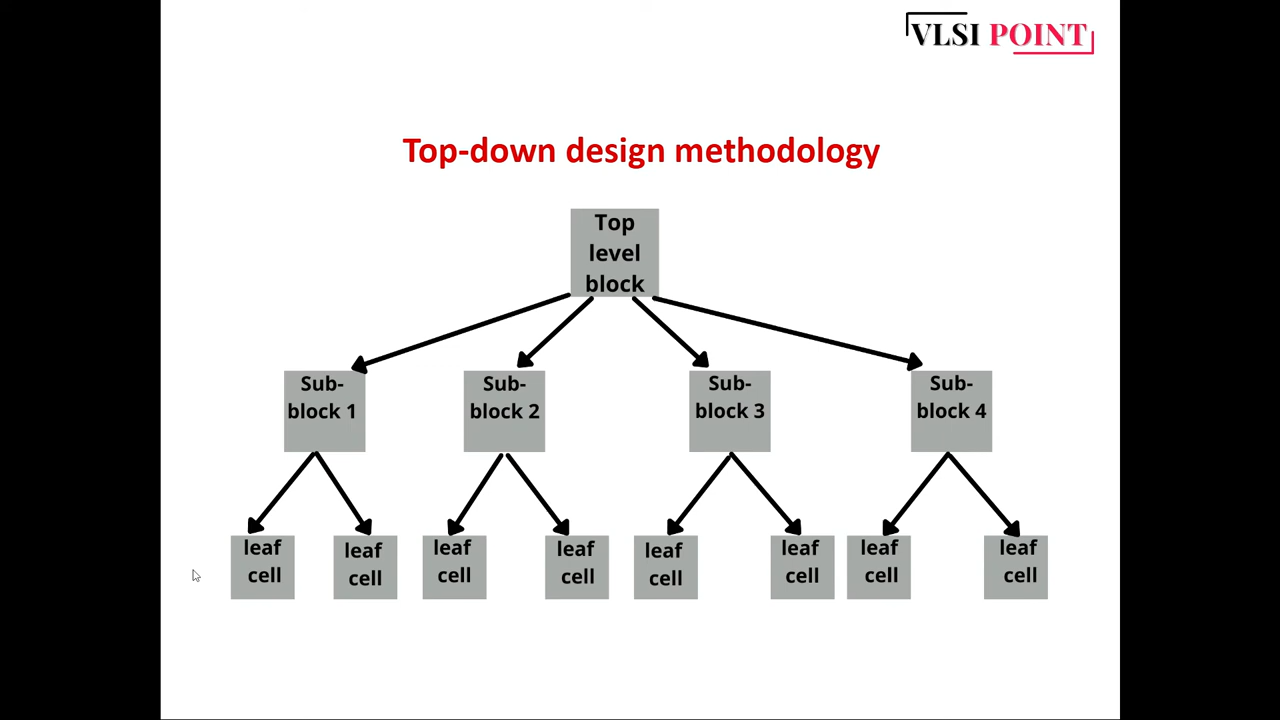 VLSI POINT
Top-down design methodology
Top
level
block
Sub-
block 1
Sub-
block 2
Sub-
block 3
Sub-
block 4
leaf
cell
leaf
cell
leaf
cell
leaf
cell
leaf
cell
leaf
cell
leaf
cell
leaf
cell